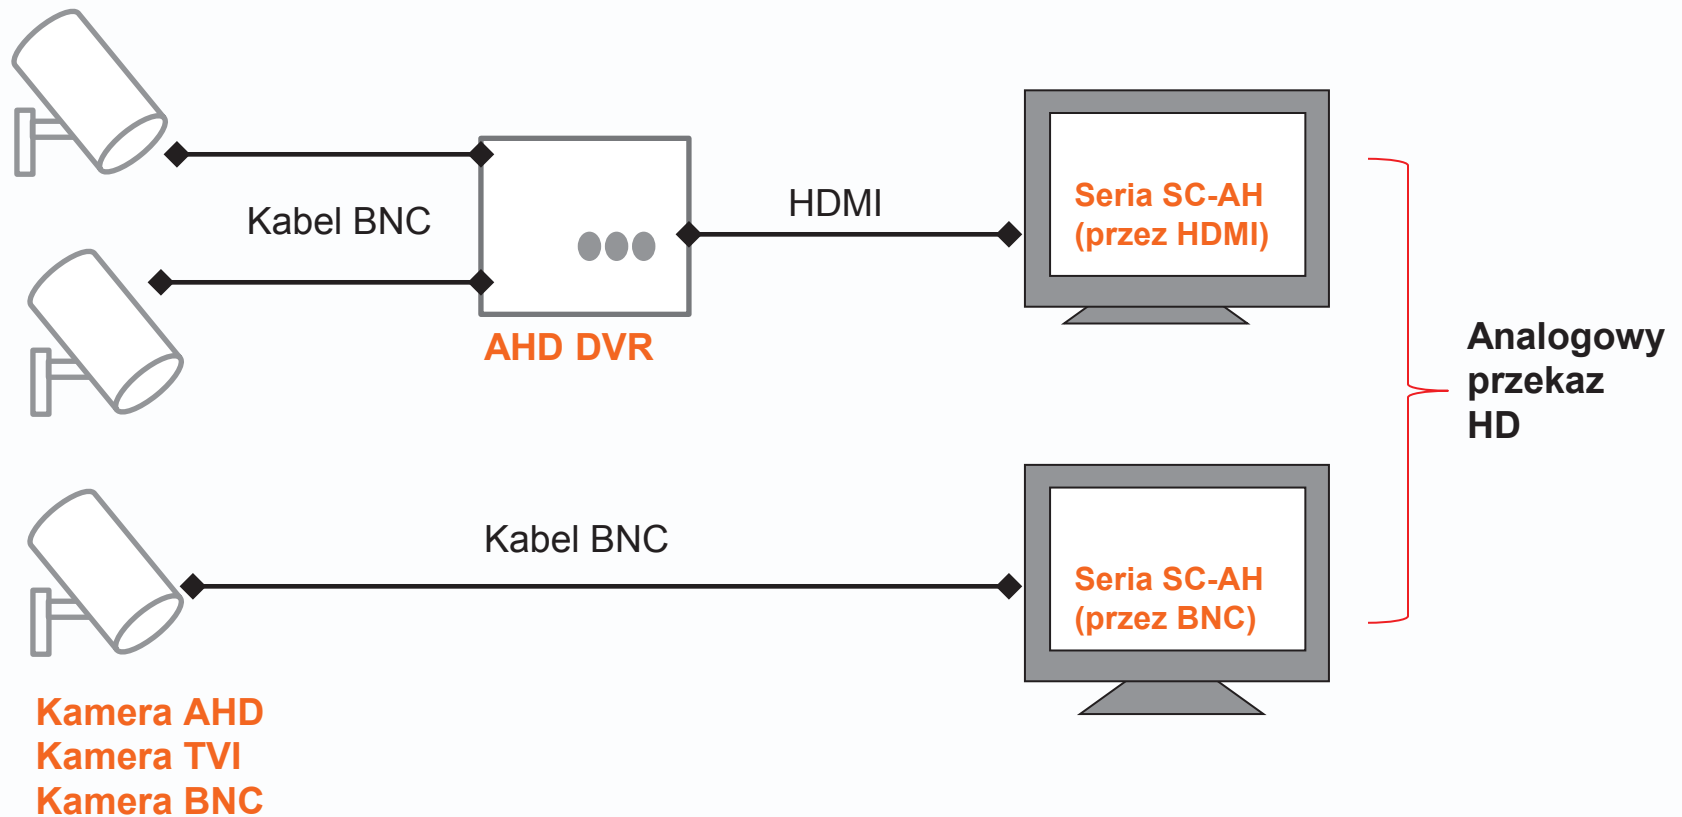 Kabel BNC
HDMI
Seria SC-AH
(przez HDMI)
AHD DVR
Analogowy
przekaz
HD
Kabel BNC
Seria SC-AH
(przez BNC)
Kamera AHD
Kamera TVI
Kamera BNC